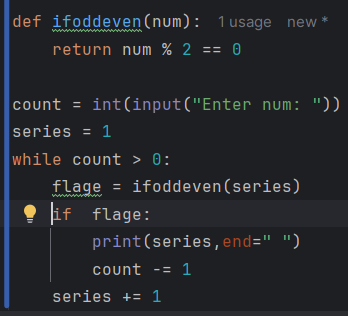 def ifoddeven(num): 1 usage new *
    return num % 2 == 0

count = int(input("Enter num: "))
series = 1
while count > 0:
    flage = ifoddeven(series)
    if  flage:
        print(series,end=" ")
        count -= 1
    series += 1